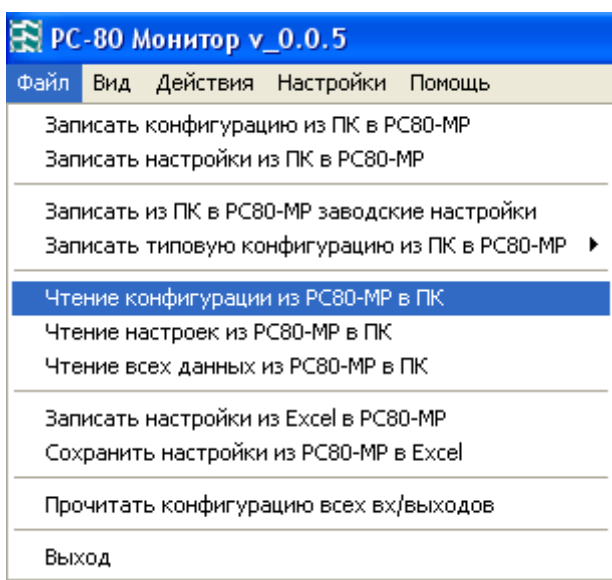 РС-80 Монитор v_0.0.5
Файл Вид Действия Настройки Помощь
Записать конфигурацию из ПК в РС80-МР
Записать настройки из ПК в РС80-МР
Записать из ПК в РС80-МР заводские настройки
Записать типовую конфигурацию из ПК в РС80-МР
Чтение конфигурации из РС80-МР в ПК
Чтение настроек из РС80-МР в ПК
Чтение всех данных из РС80-МР в ПК
Записать настройки из Excel в РС80-МР
Сохранить настройки из РС80-МР в Excel
Прочитать конфигурацию всех вх/выходов
Выход